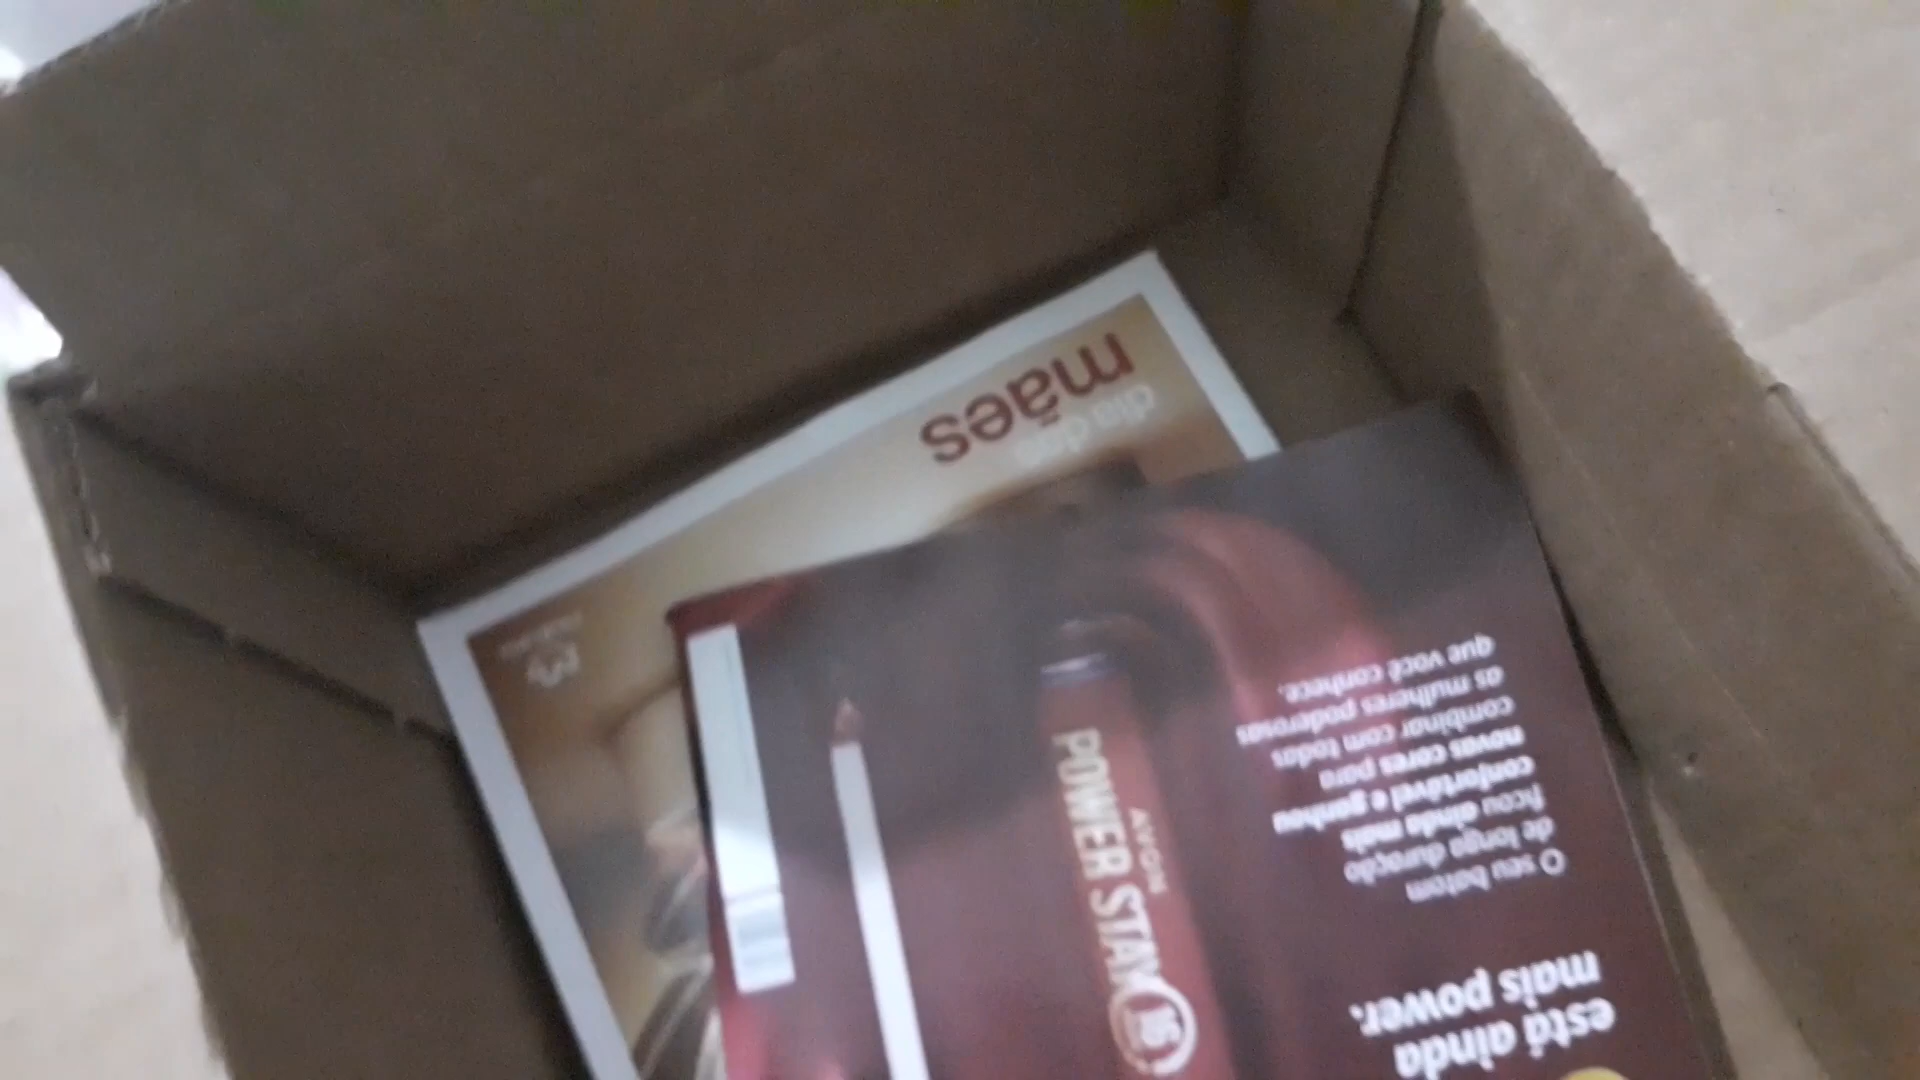 dia das
mães
está ainda
mais power.
O seu batom
de longa duração
ficou ainda mais
confortável e ganhou
novas cores para
combinar com todas
as mulheres poderosas
que você conhece.
AVON
POWER STAY
16